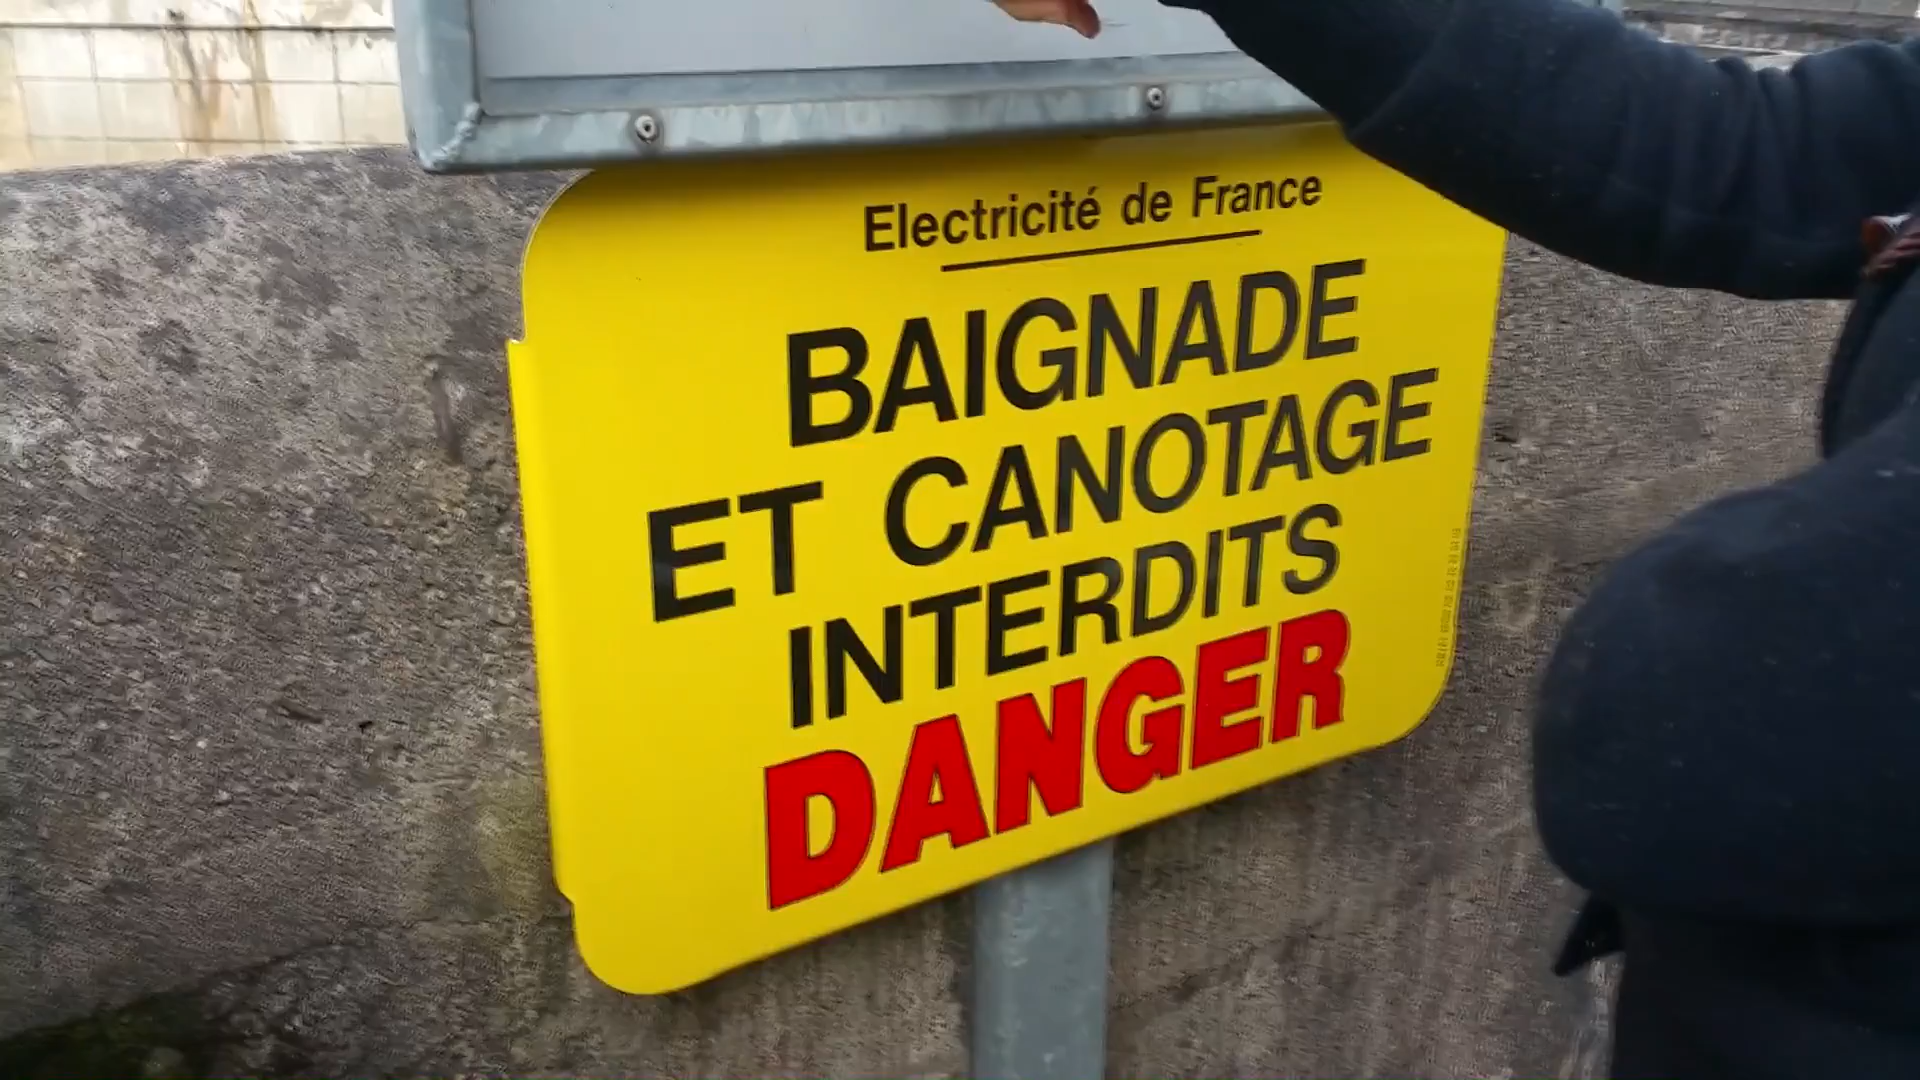 Electricité de France
BAIGNADE
ET CANOTAGE
INTERDITS
DANGER